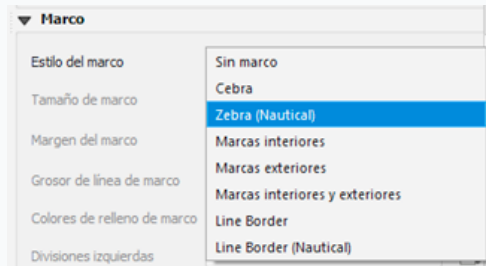 Marco
Estilo del marco
Sin marco
Cebra
Tamaño de marco
Zebra (Nautical)
Margen del marco
Marcas interiores
Marcas exteriores
Grosor de línea de marco
Marcas interiores y exteriores
Colores de relleno de marco
Line Border
Line Border (Nautical)
Divisiones izquierdas